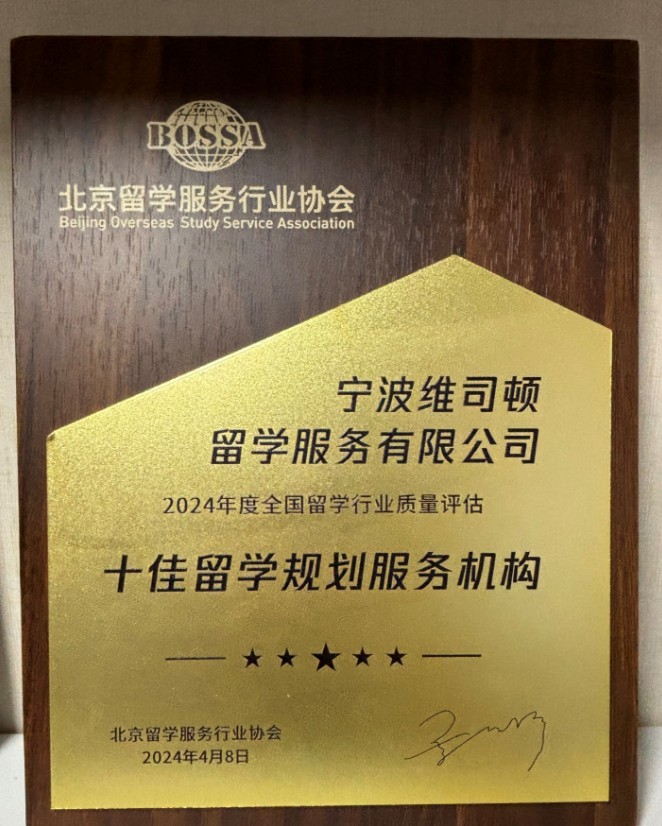 BOSSA
北京留学服务行业协会
Beijing Overseas Study Service Association
宁波维司顿
留学服务有限公司
2024年度全国留学行业质量评估
十佳留学规划服务机构
北京留学服务行业协会
2024年4月8日